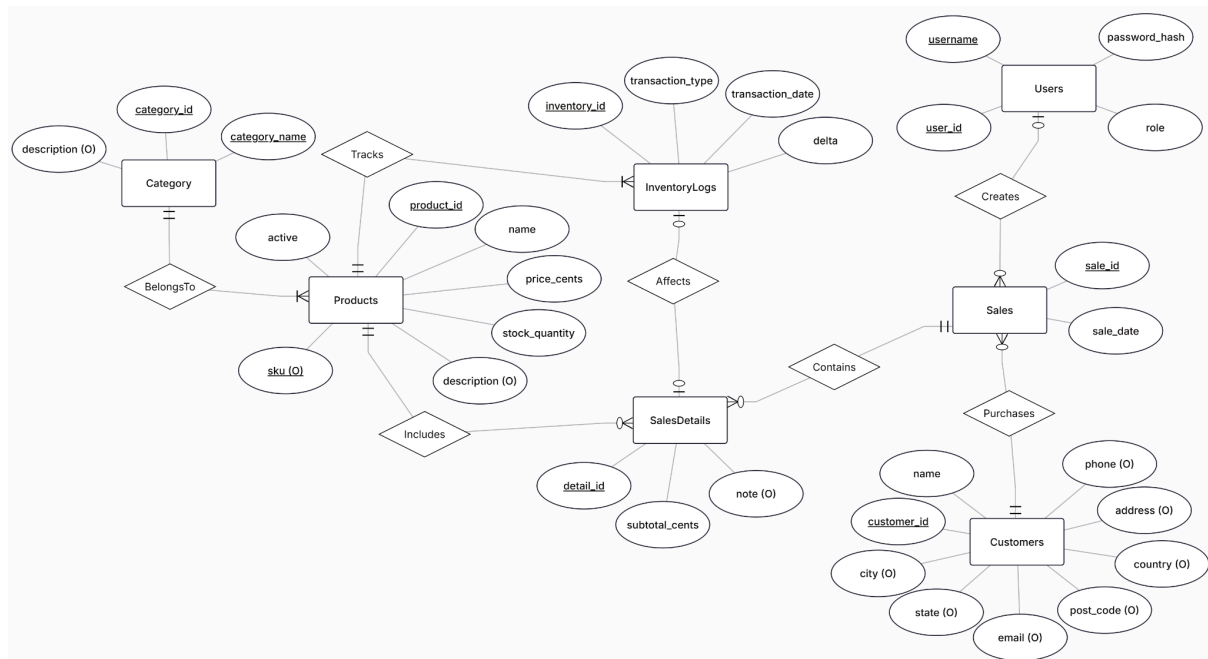 username
password_hash
Users
user_id
role
transaction_type
inventory_id
transaction_date
delta
InventoryLogs
category_id
category_name
description (O)
Category
Tracks
product_id
active
name
BelongsTo
Products
price_cents
stock_quantity
sku (O)
description (O)
Affects
Creates
sale_id
Sales
sale_date
Contains
Includes
SalesDetails
detail_id
subtotal_cents
note (O)
Purchases
name
phone (O)
customer_id
address (O)
Customers
city (O)
country (O)
state (O)
post_code (O)
email (O)